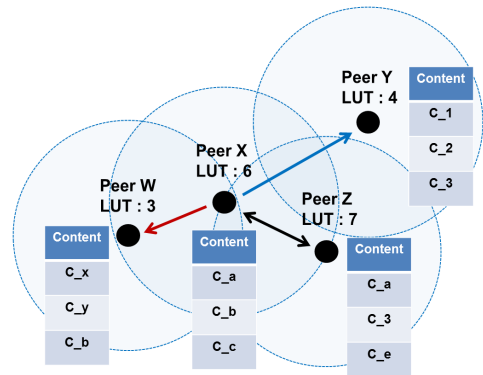 Peer Y
LUT : 4
Content
C_1
C_2
C_3
Peer X
LUT : 6
Peer W
LUT : 3
Peer Z
LUT : 7
Content
C_x
C_y
C_b
Content
C_a
C_b
C_c
Content
C_a
C_3
C_e